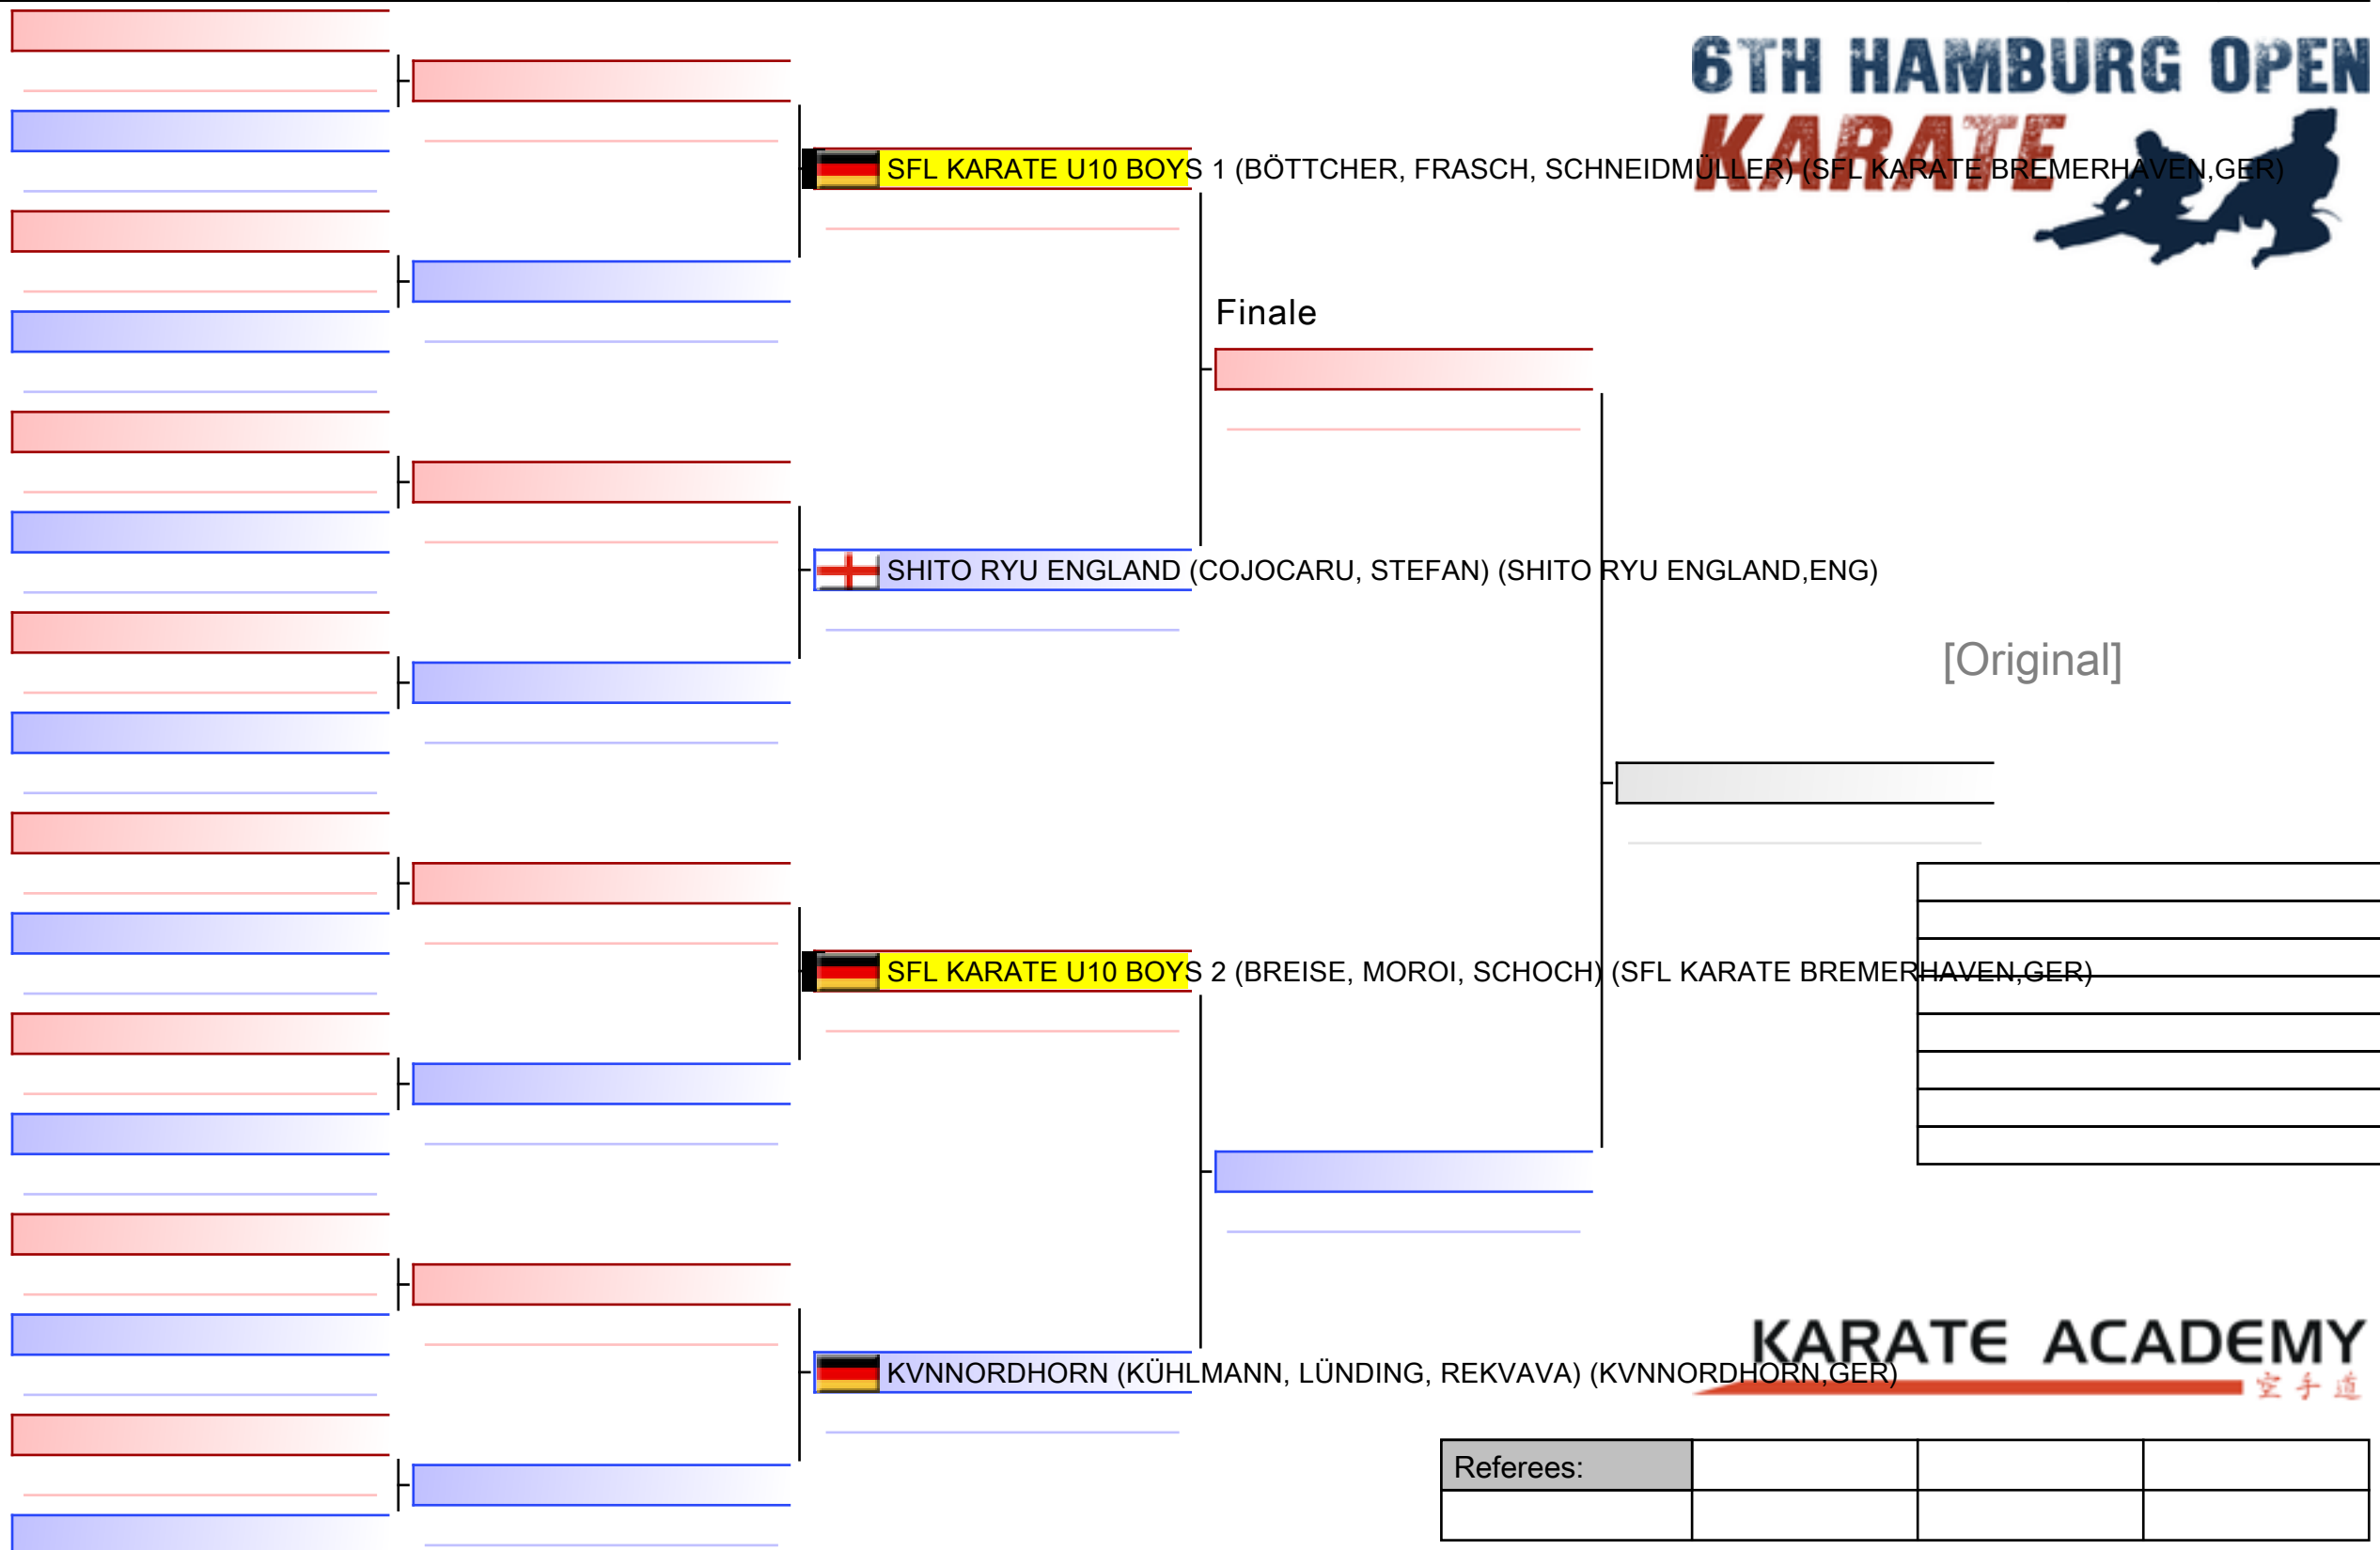 6TH HAMBURG OPEN
KARATE
SFL KARATE U10 BOYS 1 (BÖTTCHER, FRASCH, SCHNEIDMÜLLER) (SFL KARATE BREMERHAVEN,GER)
Finale
SHITO RYU ENGLAND (COJOCARU, STEFAN) (SHITO RYU ENGLAND,ENG)
[Original]
SFL KARATE U10 BOYS 2 (BREISE, MOROI, SCHOCH) (SFL KARATE BREMERHAVEN,GER)
KARATE ACADEMY
KVNNORDHORN (KÜHLMANN, LÜNDING, REKVAVA) (KVNNORDHORN,GER)
空手道
Referees: